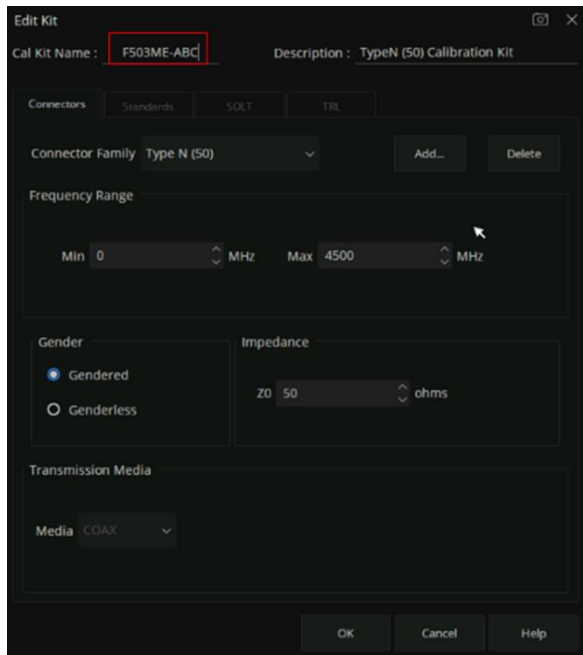 Edit Kit
Cal Kit Name : F503ME-ABC Description : TypeN (50) Calibration Kit
Connectors Standards SOLT TRL
Connector Family Type N (50) Add... Delete
Frequency Range
Min 0 MHz Max 4500 MHz
Gender Impedance
Gendered
Z0 50 ohms
Genderless
Transmission Media
Media COAX
OK Cancel Help